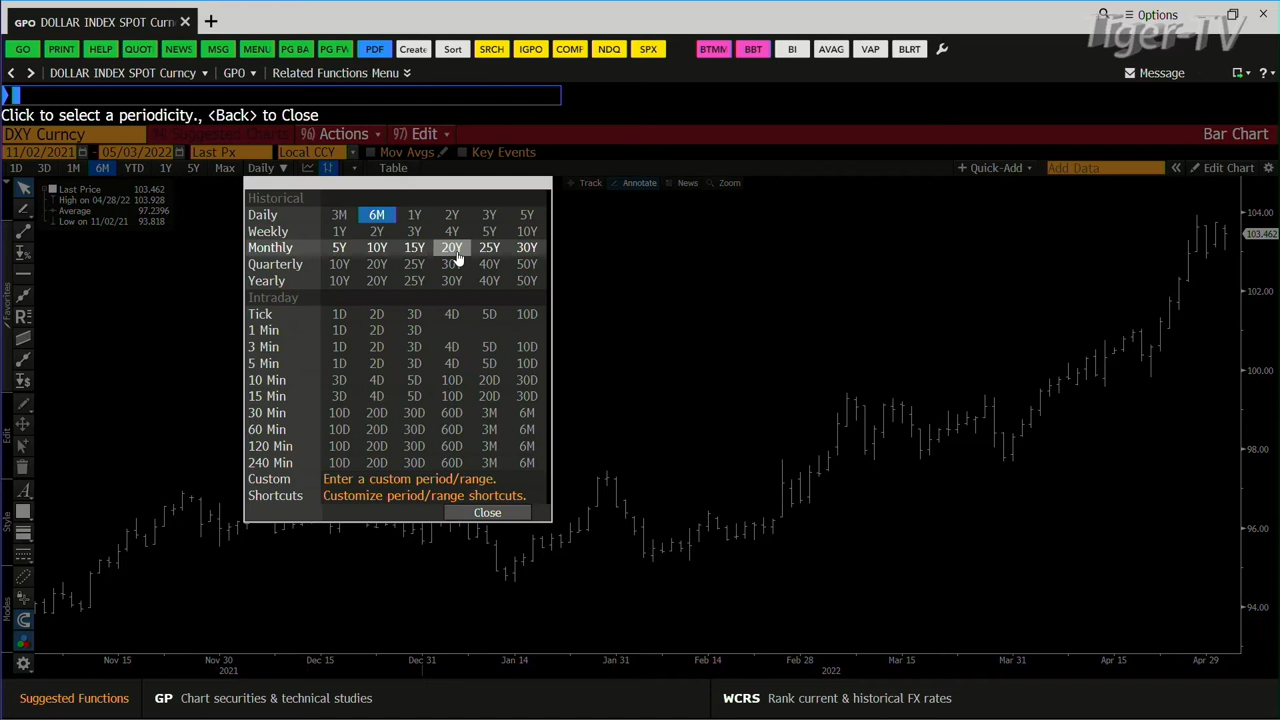 GPO DOLLAR INDEX SPOT Curn
Options
Tiger-TV
GO PRINT HELP QUOT NEWS MSG MENU PG BA PG FW PDF Create Sort SRCH IGPO COMF NDQ SPX BTMM BBT BI AVAG VAP BLRT
DOLLAR INDEX SPOT Curncy GPO Related Functions Menu Message
Click to select a periodicity., <Back> to Close
DXY Curncy 94) Suggested Charts 96) Actions 97) Edit Bar Chart
11/02/2021 - 05/03/2022 Last Px Local CCY Mov Avgs Key Events
1D 3D 1M 6M YTD 1Y 5Y Max Daily ▼ Table + Quick-Add Add Data « Edit Chart
Track Annotate News Zoom
Last Price 103.462
High on 04/28/22 103.928
Average 97.2396
Low on 11/02/21 93.818
Historical
Daily 3M 6M 1Y 2Y 3Y 5Y
Weekly 1Y 2Y 3Y 4Y 5Y 10Y
Monthly 5Y 10Y 15Y 20Y 25Y 30Y
Quarterly 10Y 20Y 25Y 30Y 40Y 50Y
Yearly 10Y 20Y 25Y 30Y 40Y 50Y
Intraday
Tick 1D 2D 3D 4D 5D 10D
1 Min 1D 2D 3D
3 Min 1D 2D 3D 4D 5D 10D
5 Min 1D 2D 3D 4D 5D 10D
10 Min 3D 4D 5D 10D 20D 30D
15 Min 3D 4D 5D 10D 20D 30D
30 Min 10D 20D 30D 60D 3M 6M
60 Min 10D 20D 30D 60D 3M 6M
120 Min 10D 20D 30D 60D 3M 6M
240 Min 10D 20D 30D 60D 3M 6M
Custom Enter a custom period/range.
Shortcuts Customize period/range shortcuts.
Close
Favorites
Edit
Style
Modes
104.00
103.462
102.00
100.00
98.00
96.00
94.00
Nov 15 Nov 30 Dec 15 Dec 31 Jan 14 Jan 31 Feb 14 Feb 28 Mar 15 Mar 31 Apr 15 Apr 29
2021 2022
Suggested Functions GP Chart securities & technical studies WCRS Rank current & historical FX rates